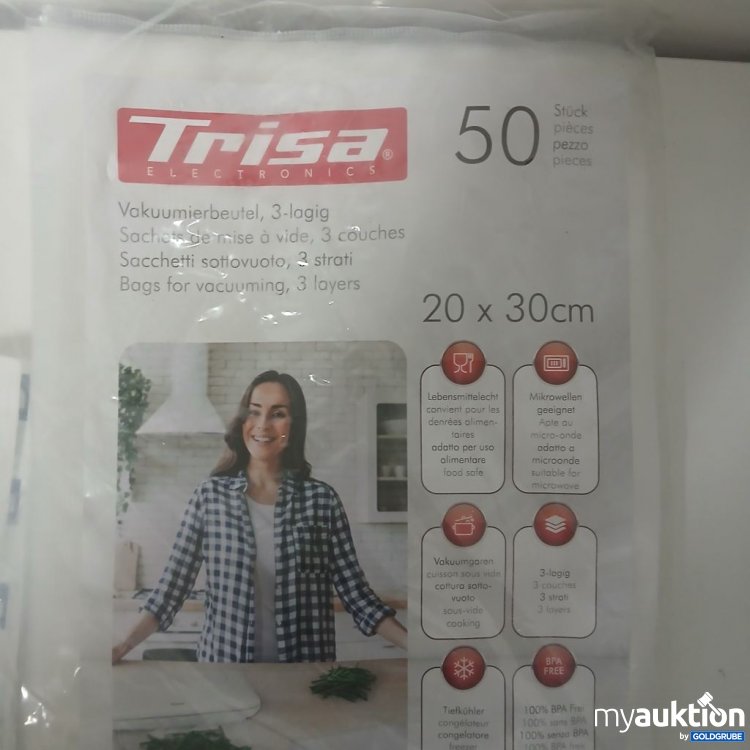 Trisa®
ELECTRONICS
50
Stück
pièces
pezzo
pieces
Vakuumierbeutel, 3-lagig
Sachets de mise à vide, 3 couches
Sacchetti sottovuoto, 3 strati
Bags for vacuuming, 3 layers
20 x 30cm
Lebensmittelecht
convient pour les
denrées alimen-
taires
adatto per uso
alimentare
food safe
Mikrowellen
geeignet
Apte au
micro-onde
adatto a
microonde
suitable for
microwave
Vakuumgaren
cuisson sous vide
cottura sotto-
vuoto
sous-vide
cooking
3-lagig
3 couches
3 strati
3 layers
Tiefkühler
congélateur
congelatore
freezer
BPA
FREE
100% BPA Frei
100% sans BPA
100% senza BPA
100% BPA free
myauktion
by GOLDGRUBE